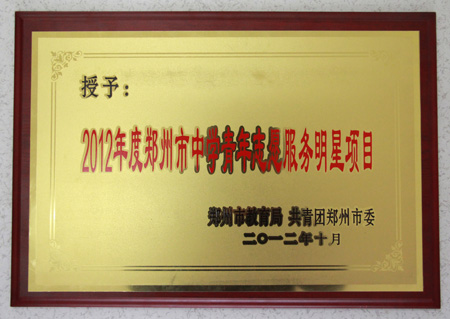 授予：
2012年度郑州市中学青年志愿服务明星项目
郑州市教育局 共青团郑州市委
二〇一二年十月